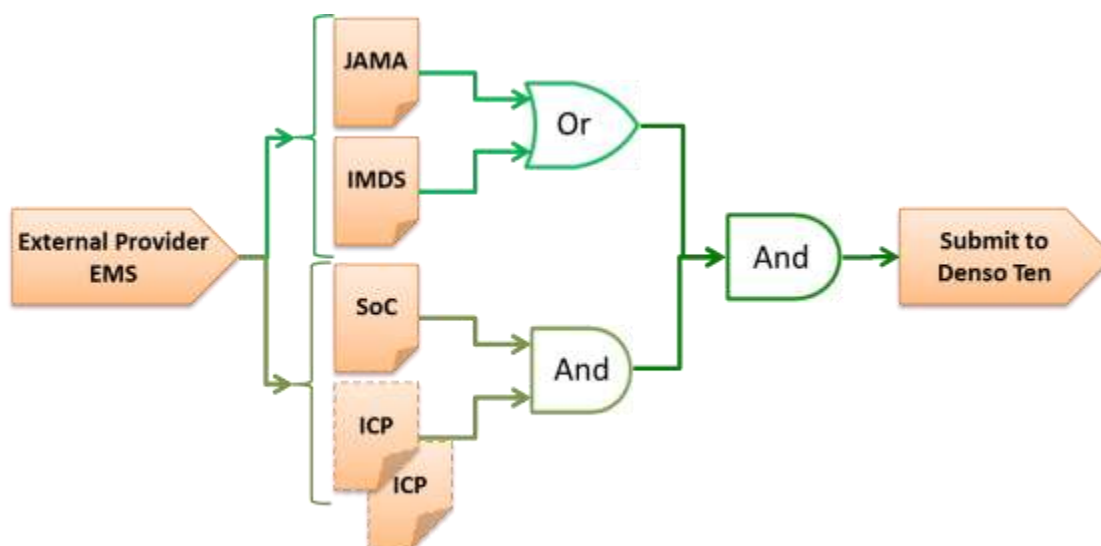 JAMA
Or
IMDS
External Provider
EMS
And
Submit to
Denso Ten
SoC
And
ICP
ICP